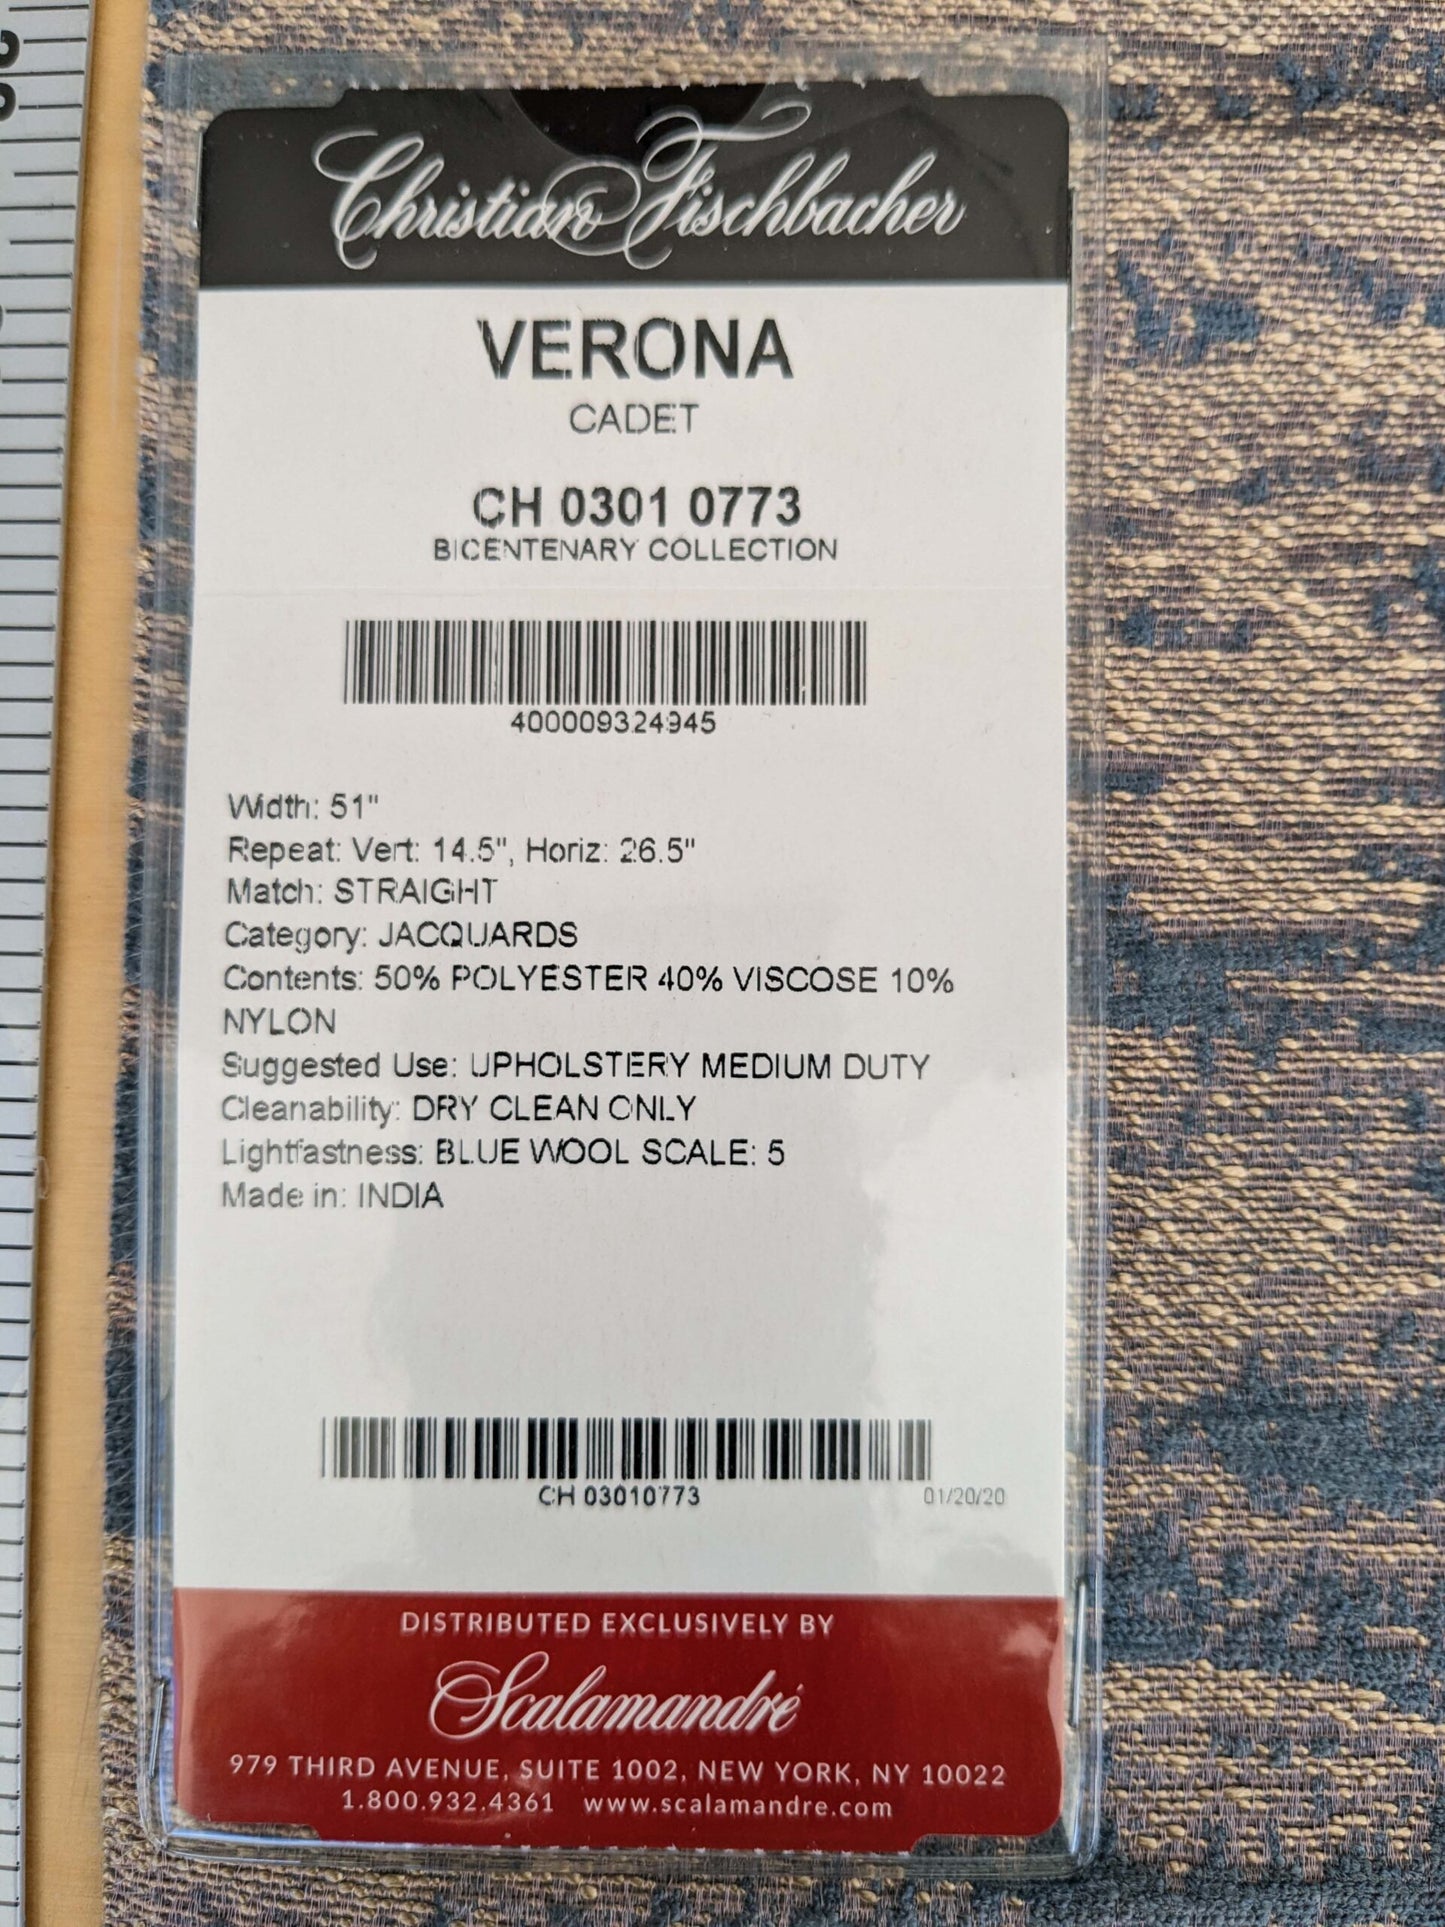 Christian Fischbacher
VERONA
CADET
CH 0301 0773
BICENTENARY COLLECTION
400009324945
Width: 51"
Repeat: Vert: 14.5", Horiz: 26.5"
Match: STRAIGHT
Category: JACQUARDS
Contents: 50% POLYESTER 40% VISCOSE 10%
NYLON
Suggested Use: UPHOLSTERY MEDIUM DUTY
Cleanability: DRY CLEAN ONLY
Lightfastness: BLUE WOOL SCALE: 5
Made in: INDIA
CH 03010773
01/20/20
DISTRIBUTED EXCLUSIVELY BY
Scalamandré
979 THIRD AVENUE, SUITE 1002, NEW YORK, NY 10022
1.800.932.4361 www.scalamandre.com